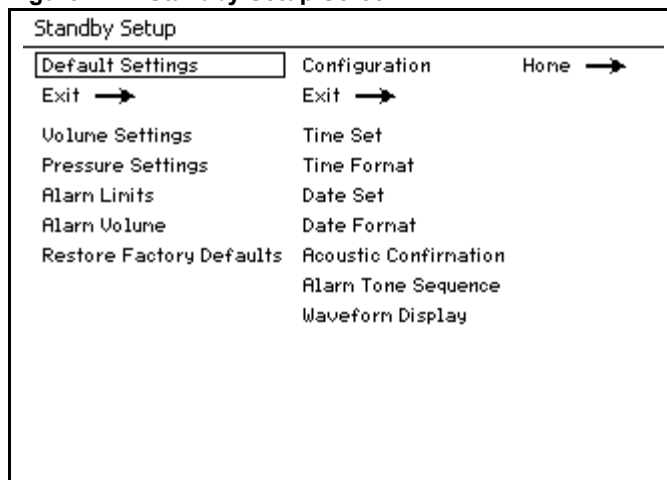 Standby Setup
Default Settings
Exit
Volume Settings
Pressure Settings
Alarm Limits
Alarm Volume
Restore Factory Defaults
Configuration
Exit
Time Set
Time Format
Date Set
Date Format
Acoustic Confirmation
Alarm Tone Sequence
Waveform Display
Home